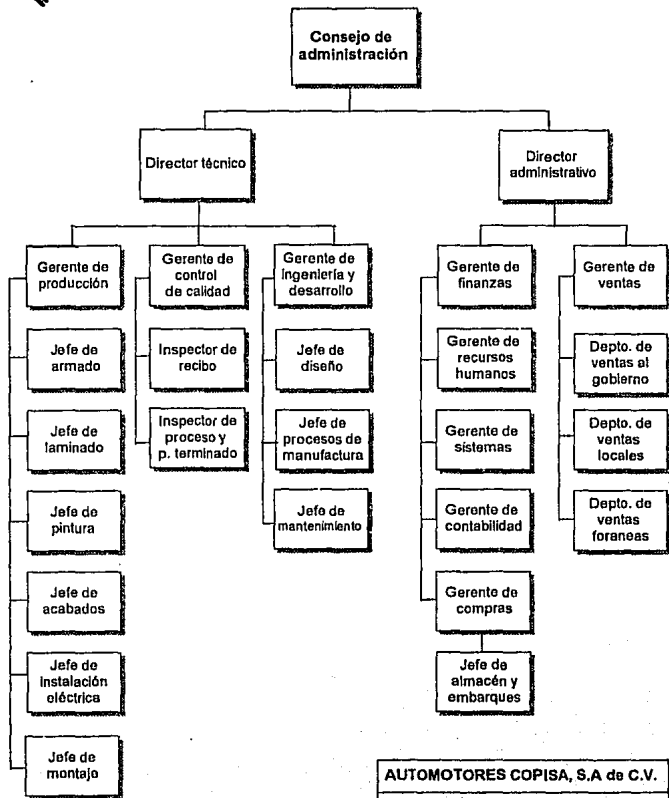 Consejo de
administración
Director técnico
Director
administrativo
Gerente de
producción
Gerente de
control
de calidad
Gerente de
ingeniería y
desarrollo
Gerente de
finanzas
Gerente de
ventas
Jefe de
armado
Inspector de
recibo
Jefe de
diseño
Gerente de
recursos
humanos
Depto. de
ventas al
gobierno
Jefe de
laminado
Inspector de
proceso y
p. terminado
Jefe de
procesos de
manufactura
Gerente de
sistemas
Depto. de
ventas locales
Jefe de
pintura
Jefe de
mantenimiento
Gerente de
contabilidad
Depto. de
ventas
foraneas
Jefe de
acabados
Gerente de
compras
Jefe de
instalación
eléctrica
Jefe de
almacén y
embarques
Jefe de
montajo
AUTOMOTORES COPISA, S.A de C.V.